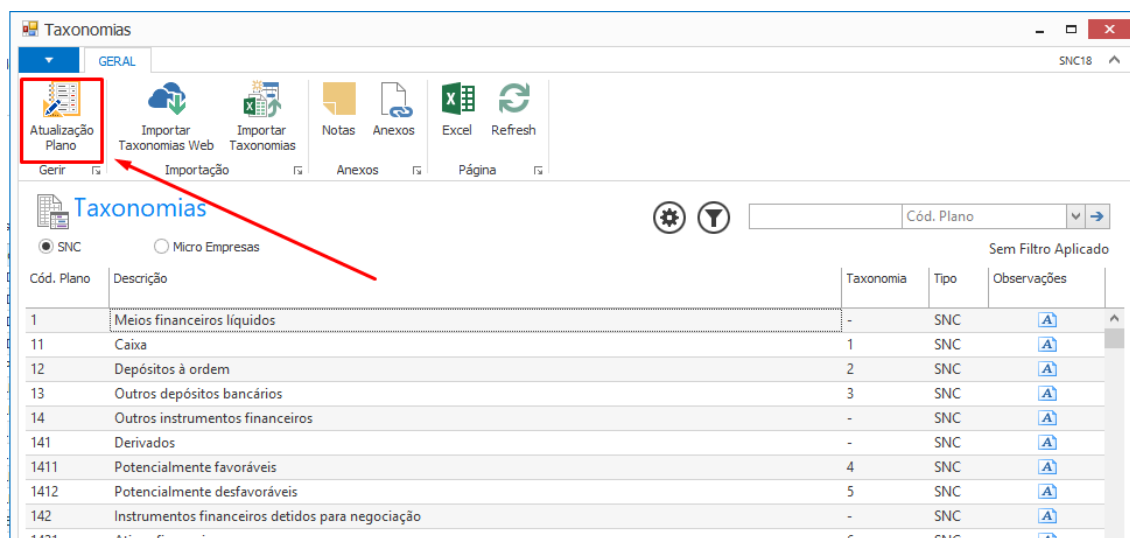 Taxonomias
GERAL
SNC18
Atualização Plano
Importar Taxonomias Web
Importar Taxonomias
Notas
Anexos
Excel
Refresh
Gerir
Importação
Anexos
Página
Taxonomias
Cód. Plano
SNC
Micro Empresas
Sem Filtro Aplicado
Cód. Plano Descrição Taxonomia Tipo Observações
1 Meios financeiros líquidos - SNC A
11 Caixa 1 SNC A
12 Depósitos à ordem 2 SNC A
13 Outros depósitos bancários 3 SNC A
14 Outros instrumentos financeiros - SNC A
141 Derivados - SNC A
1411 Potencialmente favoráveis 4 SNC A
1412 Potencialmente desfavoráveis 5 SNC A
142 Instrumentos financeiros detidos para negociação - SNC A